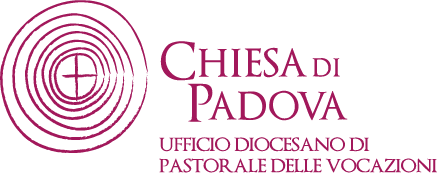 CHIESA DI
PADOVA
UFFICIO DIOCESANO DI
PASTORALE DELLE VOCAZIONI